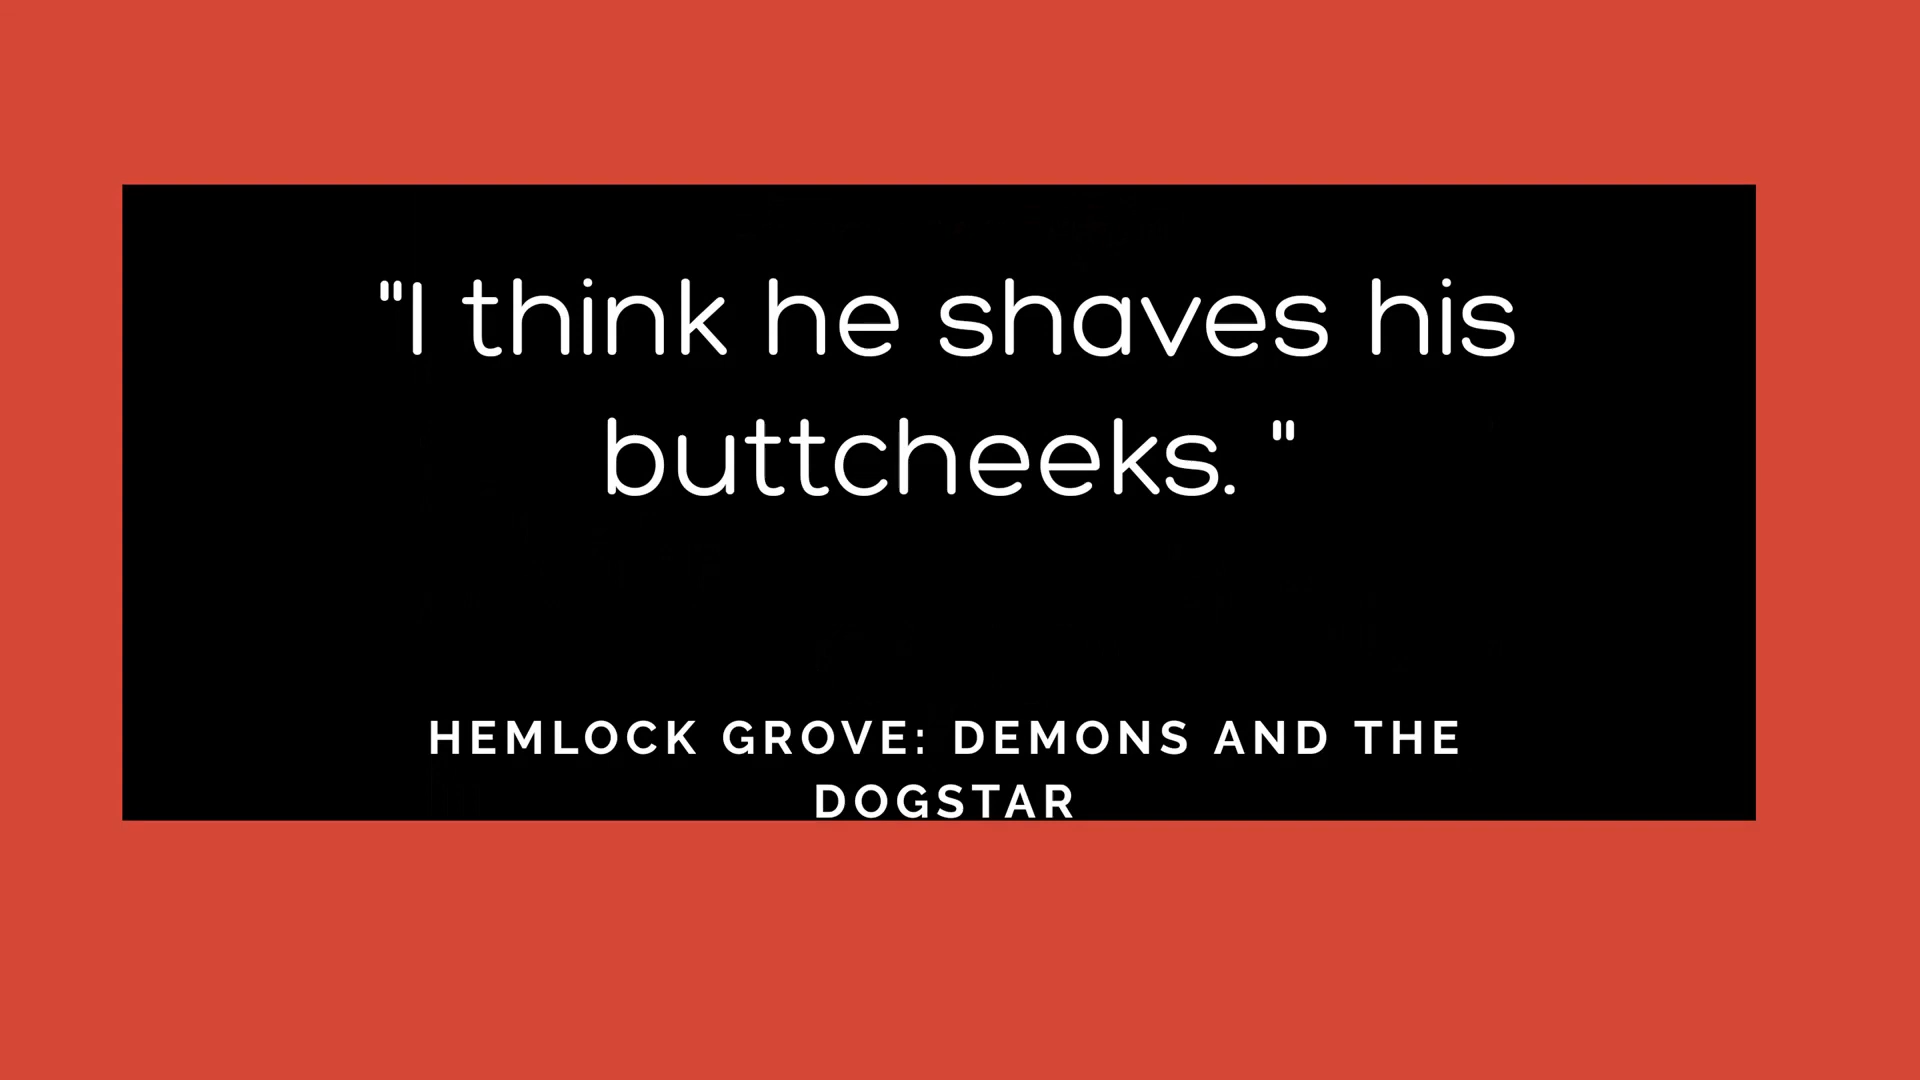 "I think he shaves his
buttcheeks. "
HEMLOCK GROVE: DEMONS AND THE
DOGSTAR